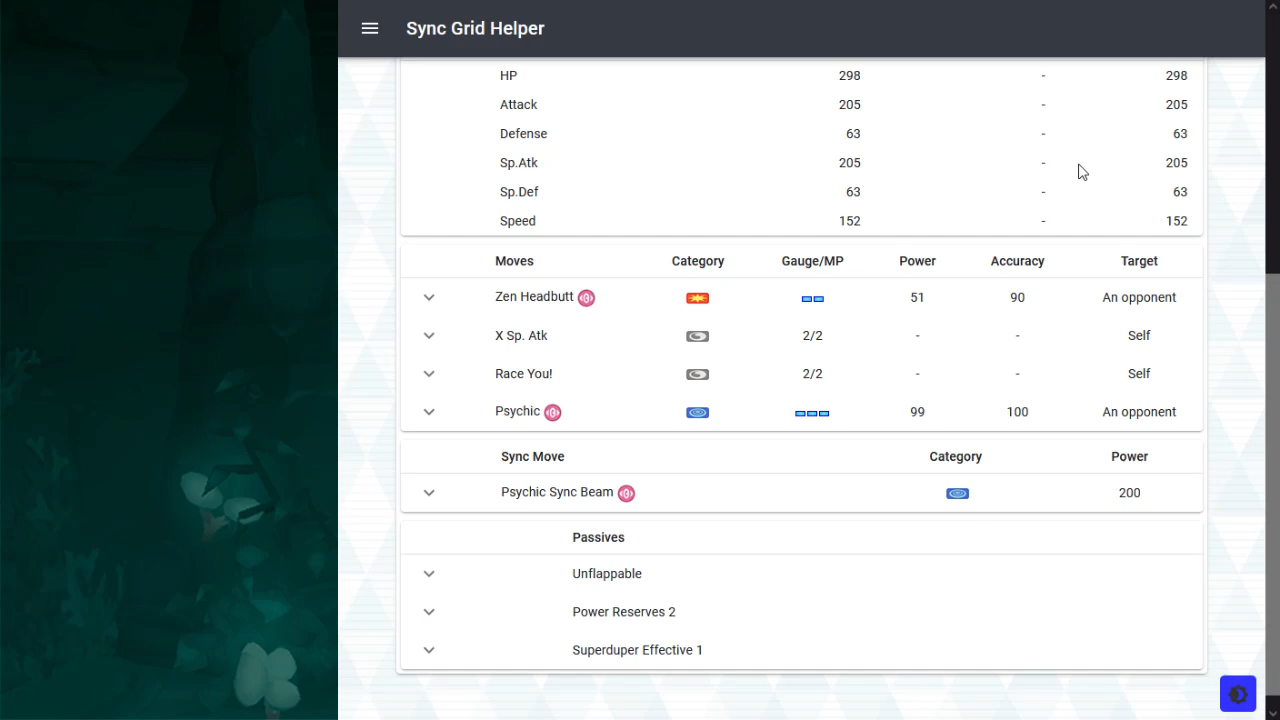 Sync Grid Helper
HP 298 - 298
Attack 205 - 205
Defense 63 - 63
Sp.Atk 205 - 205
Sp.Def 63 - 63
Speed 152 - 152
Moves Category Gauge/MP Power Accuracy Target
Zen Headbutt 51 90 An opponent
X Sp. Atk 2/2 - - Self
Race You! 2/2 - - Self
Psychic 99 100 An opponent
Sync Move Category Power
Psychic Sync Beam 200
Passives
Unflappable
Power Reserves 2
Superduper Effective 1